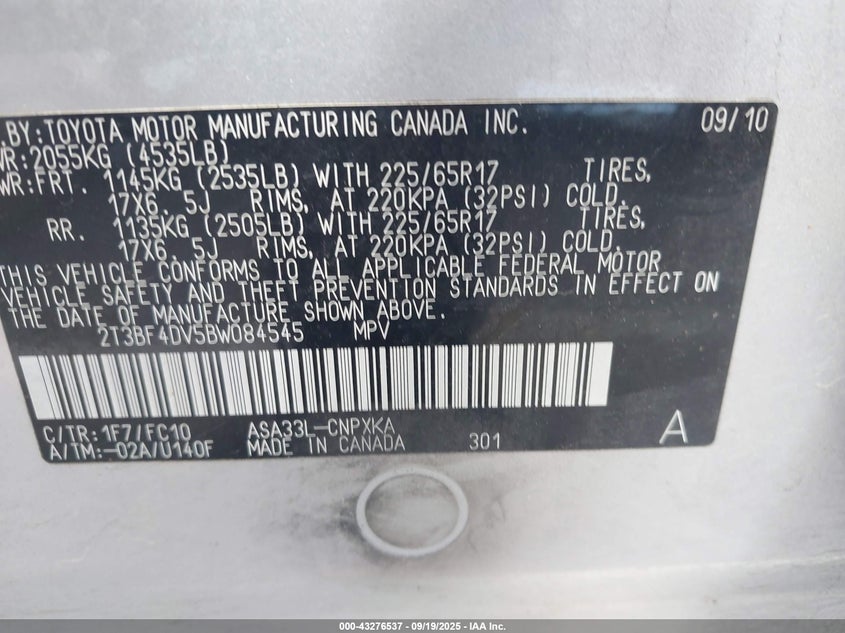 BY: TOYOTA MOTOR MANUFACTURING CANADA INC. 09/10
WR: 2055KG (4535LB)
WR: FRT. 1145KG (2535LB) WITH 225/65R17 TIRES,
17X6. 5J RIMS, AT 220KPA (32PSI) COLD.
RR. 1135KG (2505LB) WITH 225/65R17 TIRES,
17X6. 5J RIMS, AT 220KPA (32PSI) COLD.
THIS VEHICLE CONFORMS TO ALL APPLICABLE FEDERAL MOTOR
VEHICLE SAFETY AND THEFT PREVENTION STANDARDS IN EFFECT ON
THE DATE OF MANUFACTURE SHOWN ABOVE.
2T3BF4DV5BW084545 MPV
C/TR: 1F7/FC10 ASA33L-CNPXKA
A/TM: -02A/U140F MADE IN CANADA 301 A
000-43276537 - 09/19/2025 - IAA Inc.